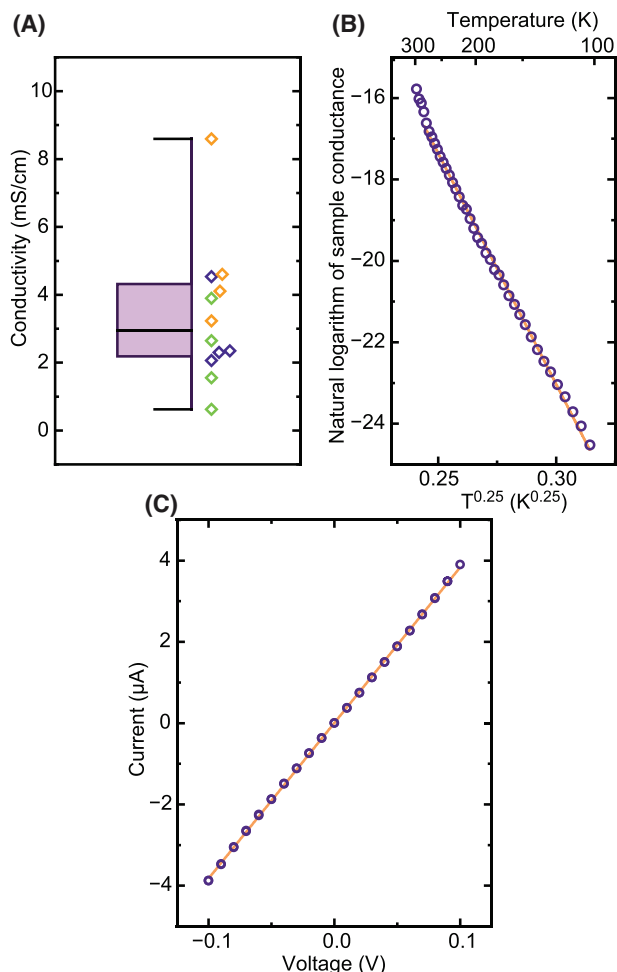 (A)
Conductivity (mS/cm)
10
8
6
4
2
0
(B)
Temperature (K)
300 200 100
Natural logarithm of sample conductance
−16
−18
−20
−22
−24
0.25 0.30
T^0.25 (K^0.25)
(C)
Current (µA)
4
2
0
−2
−4
−0.1 0.0 0.1
Voltage (V)